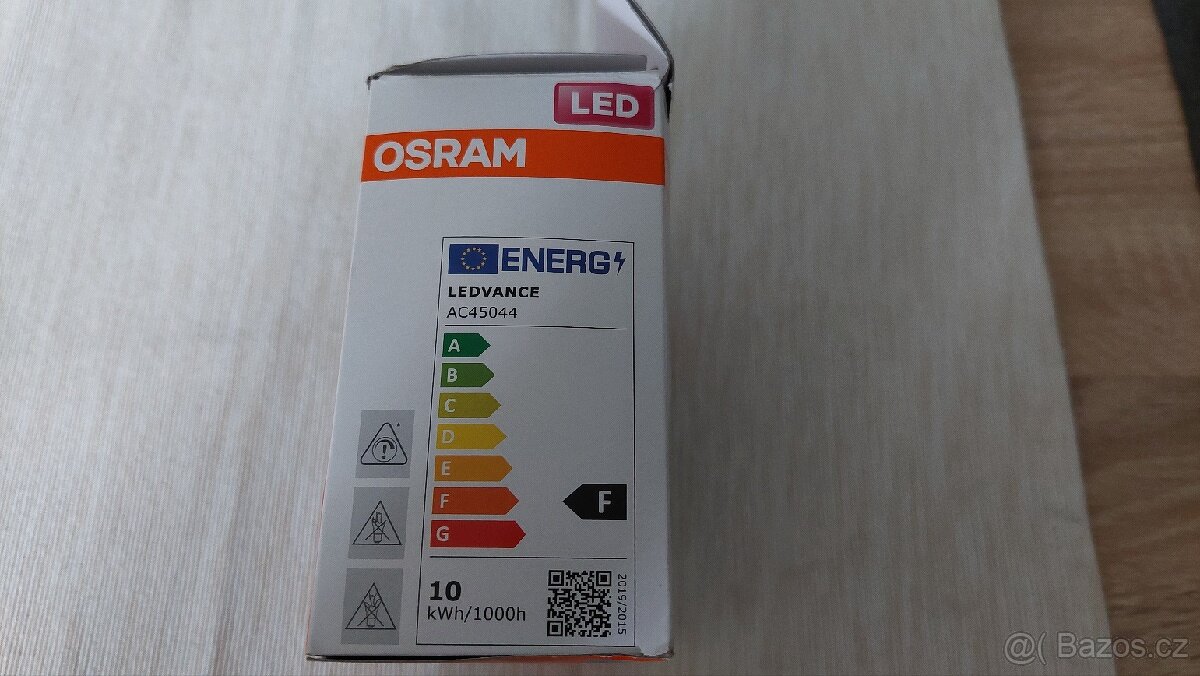 LED
OSRAM
ENERG
LEDVANCE
AC45044
A
B
C
D
E
F
F
G
10
kWh/1000h
2019/2015
@( Bazos.cz